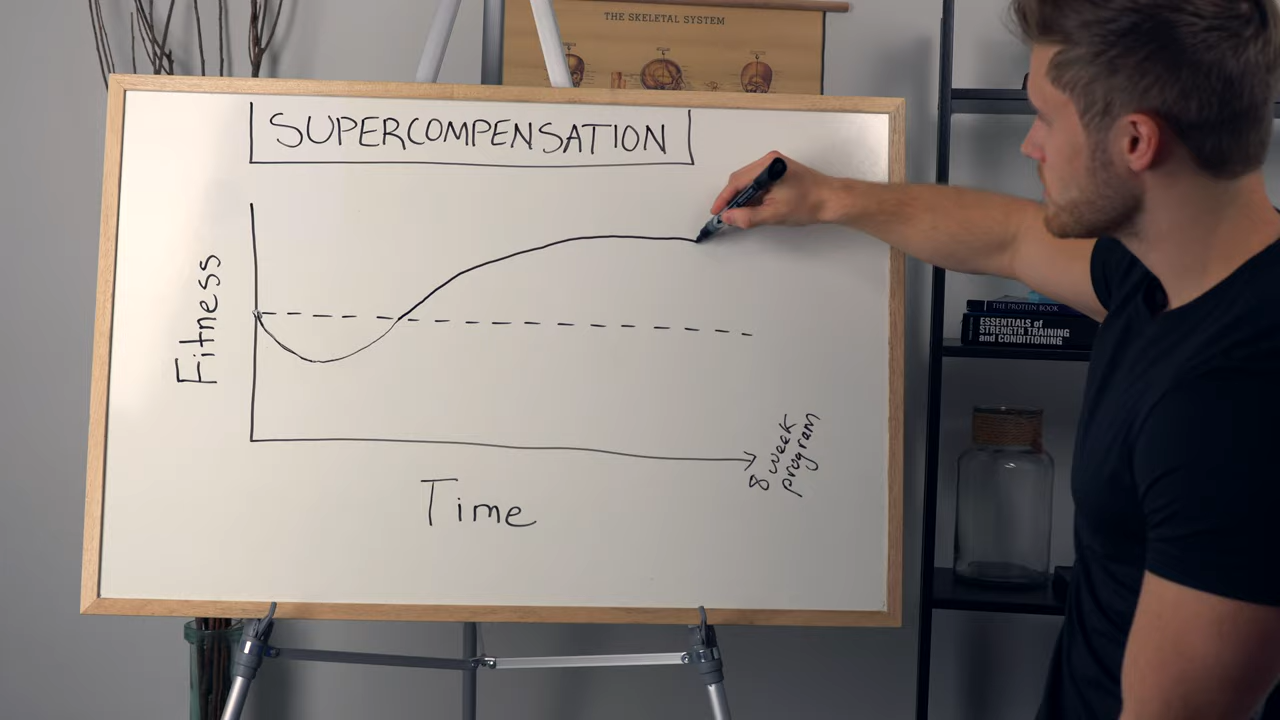 THE SKELETAL SYSTEM
SUPERCOMPENSATION
Fitness
8 week
program
Time
THE PROTEIN BOOK
ESSENTIALS of
STRENGTH TRAINING
and CONDITIONING